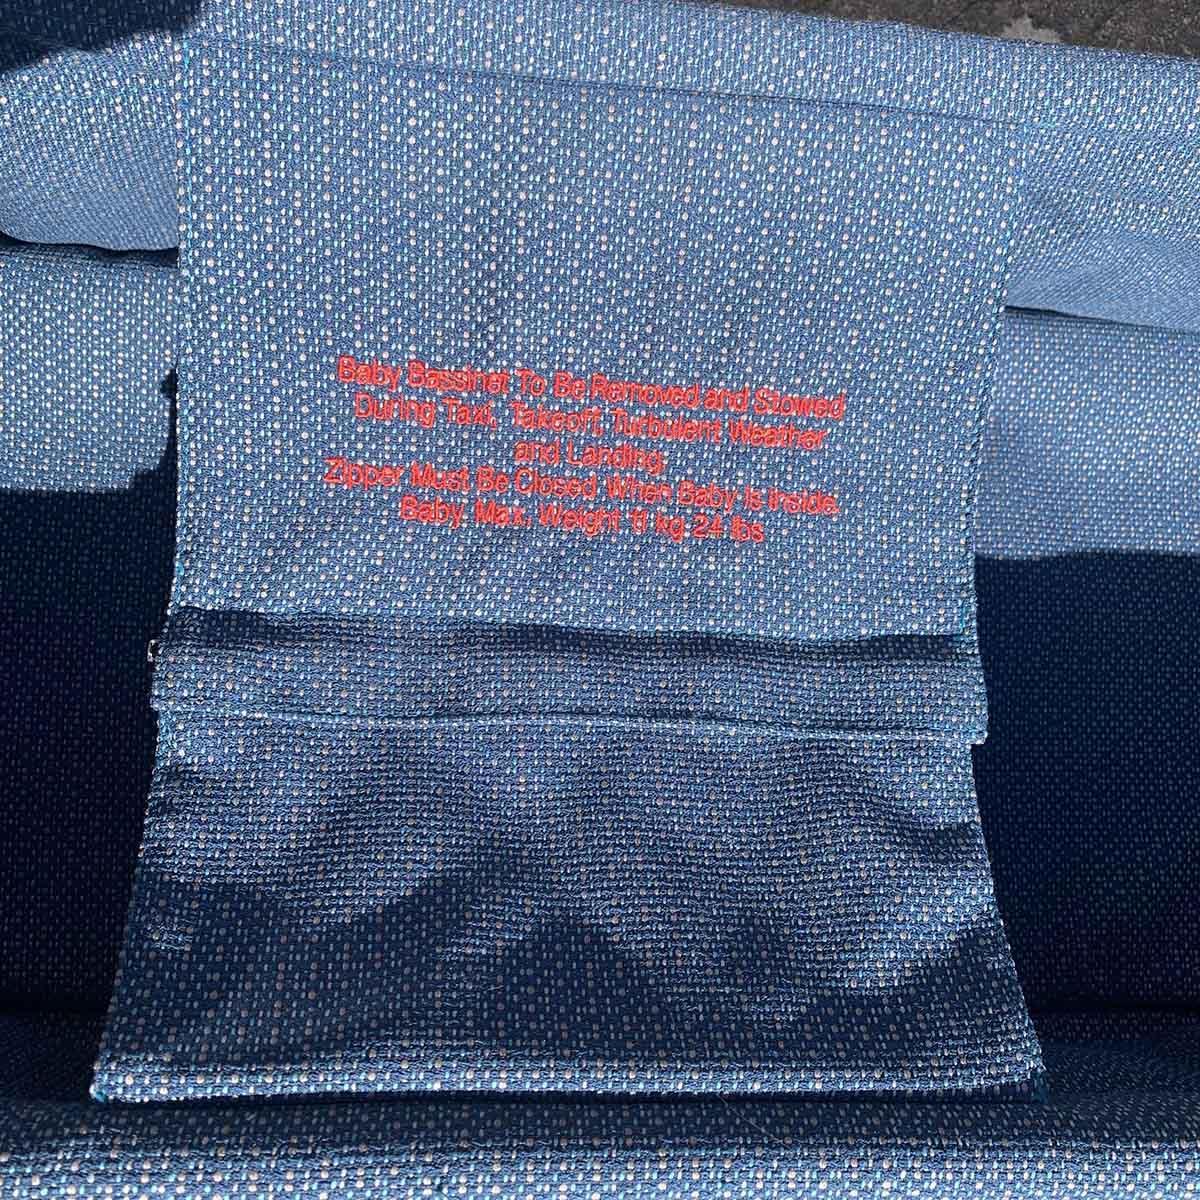 Baby Bassinet To Be Removed and Stowed
During Taxi, Takeoff, Turbulent Weather
and Landing.
Zipper Must Be Closed When Baby Is Inside.
Baby Max. Weight 11 kg 24 lbs